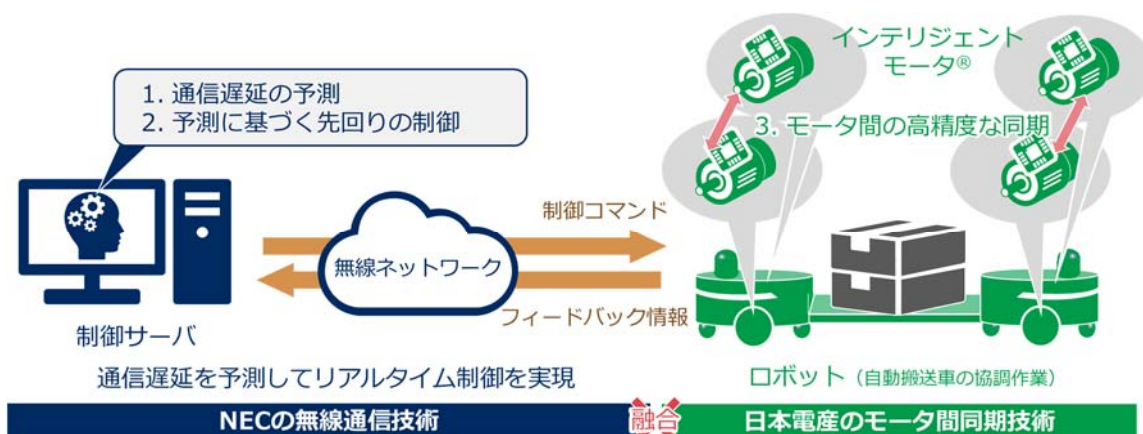 1. 通信遅延の予測
2. 予測に基づく先回りの制御
インテリジェント
モータ®
3. モータ間の高精度な同期
制御コマンド
無線ネットワーク
フィードバック情報
制御サーバ
通信遅延を予測してリアルタイム制御を実現
ロボット（自動搬送車の協調作業）
NECの無線通信技術
融合
日本電産のモータ間同期技術